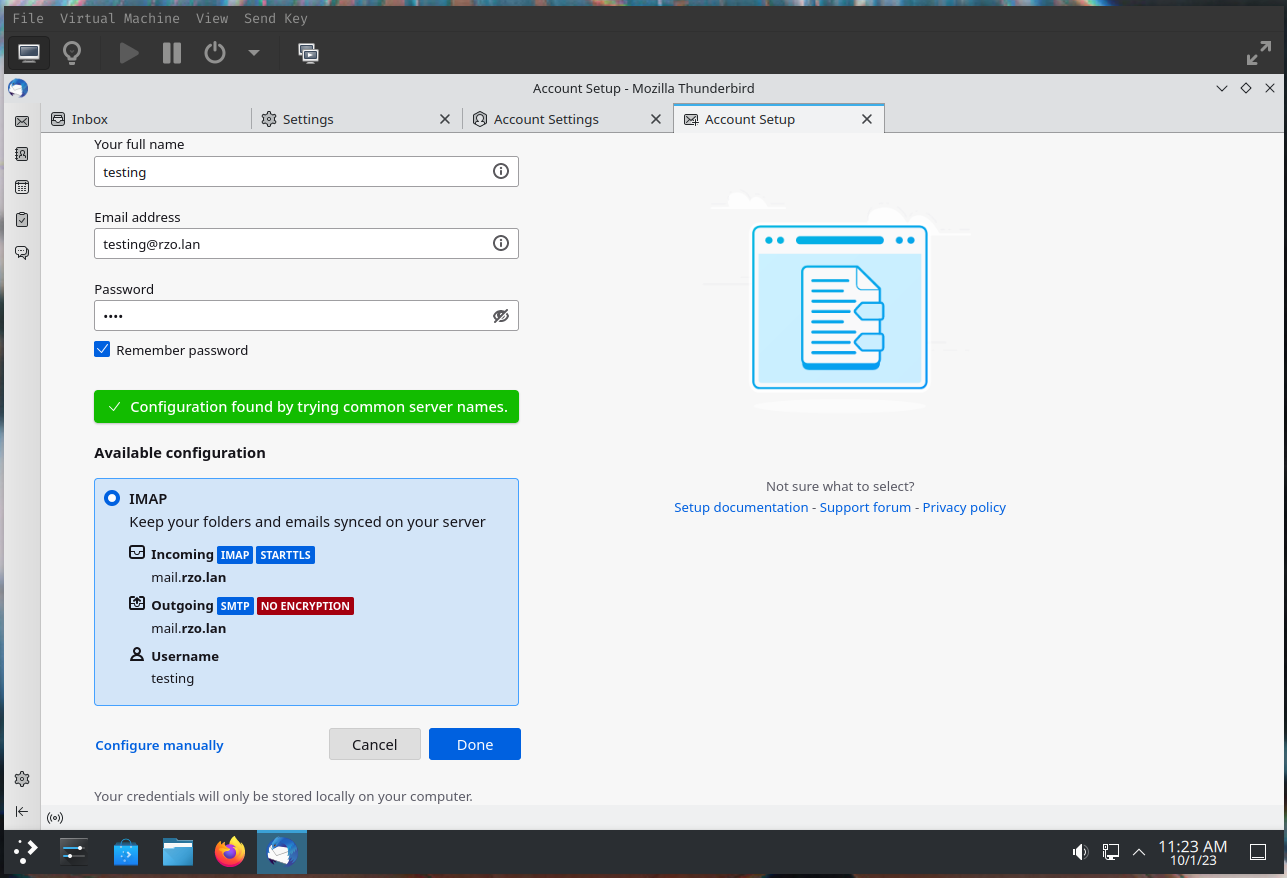 File Virtual Machine View Send Key
Account Setup - Mozilla Thunderbird
Inbox Settings Account Settings Account Setup
Your full name
testing
Email address
testing@rzo.lan
Password
••••
Remember password
Configuration found by trying common server names.
Available configuration
IMAP
Keep your folders and emails synced on your server
Incoming IMAP STARTTLS
mail.rzo.lan
Outgoing SMTP NO ENCRYPTION
mail.rzo.lan
Username
testing
Configure manually Cancel Done
Your credentials will only be stored locally on your computer.
Not sure what to select?
Setup documentation - Support forum - Privacy policy
11:23 AM
10/1/23